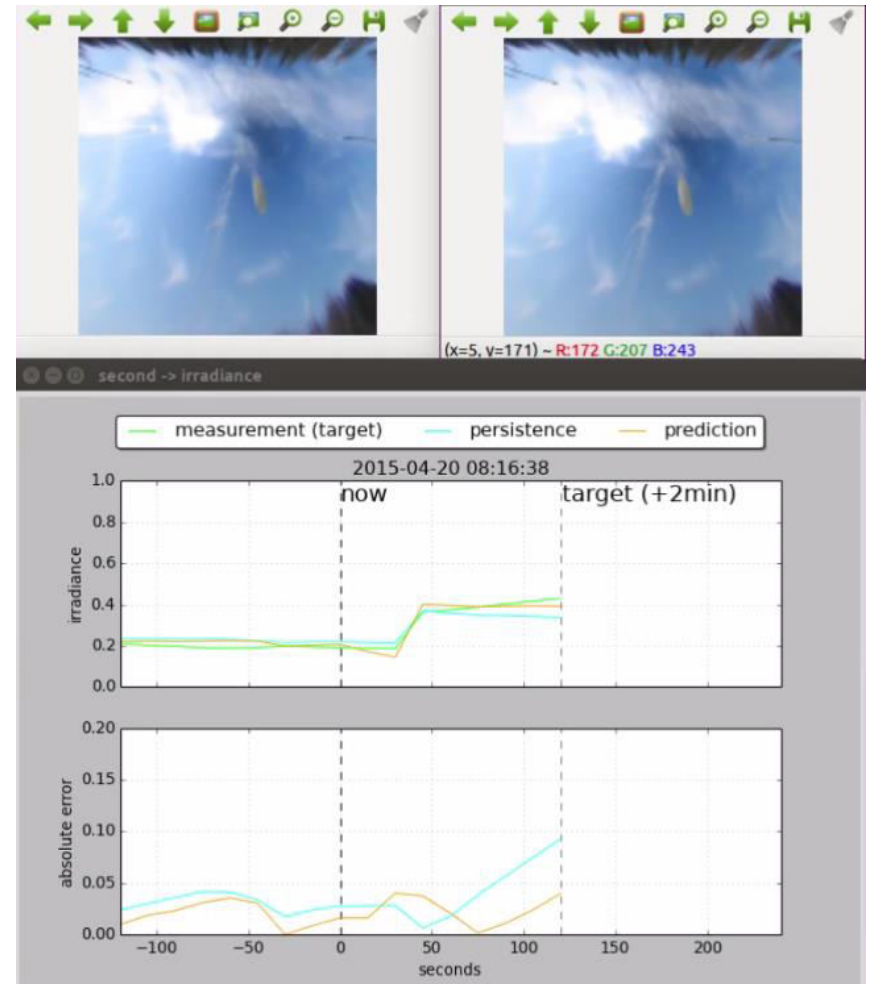 (x=5, y=171) ~ R:172 G:207 B:243
second -> irradiance
measurement (target) persistence prediction
2015-04-20 08:16:38
now target (+2min)
irradiance
1.0
0.8
0.6
0.4
0.2
0.0
absolute error
0.20
0.15
0.10
0.05
0.00
−100 −50 0 50 100 150 200
seconds